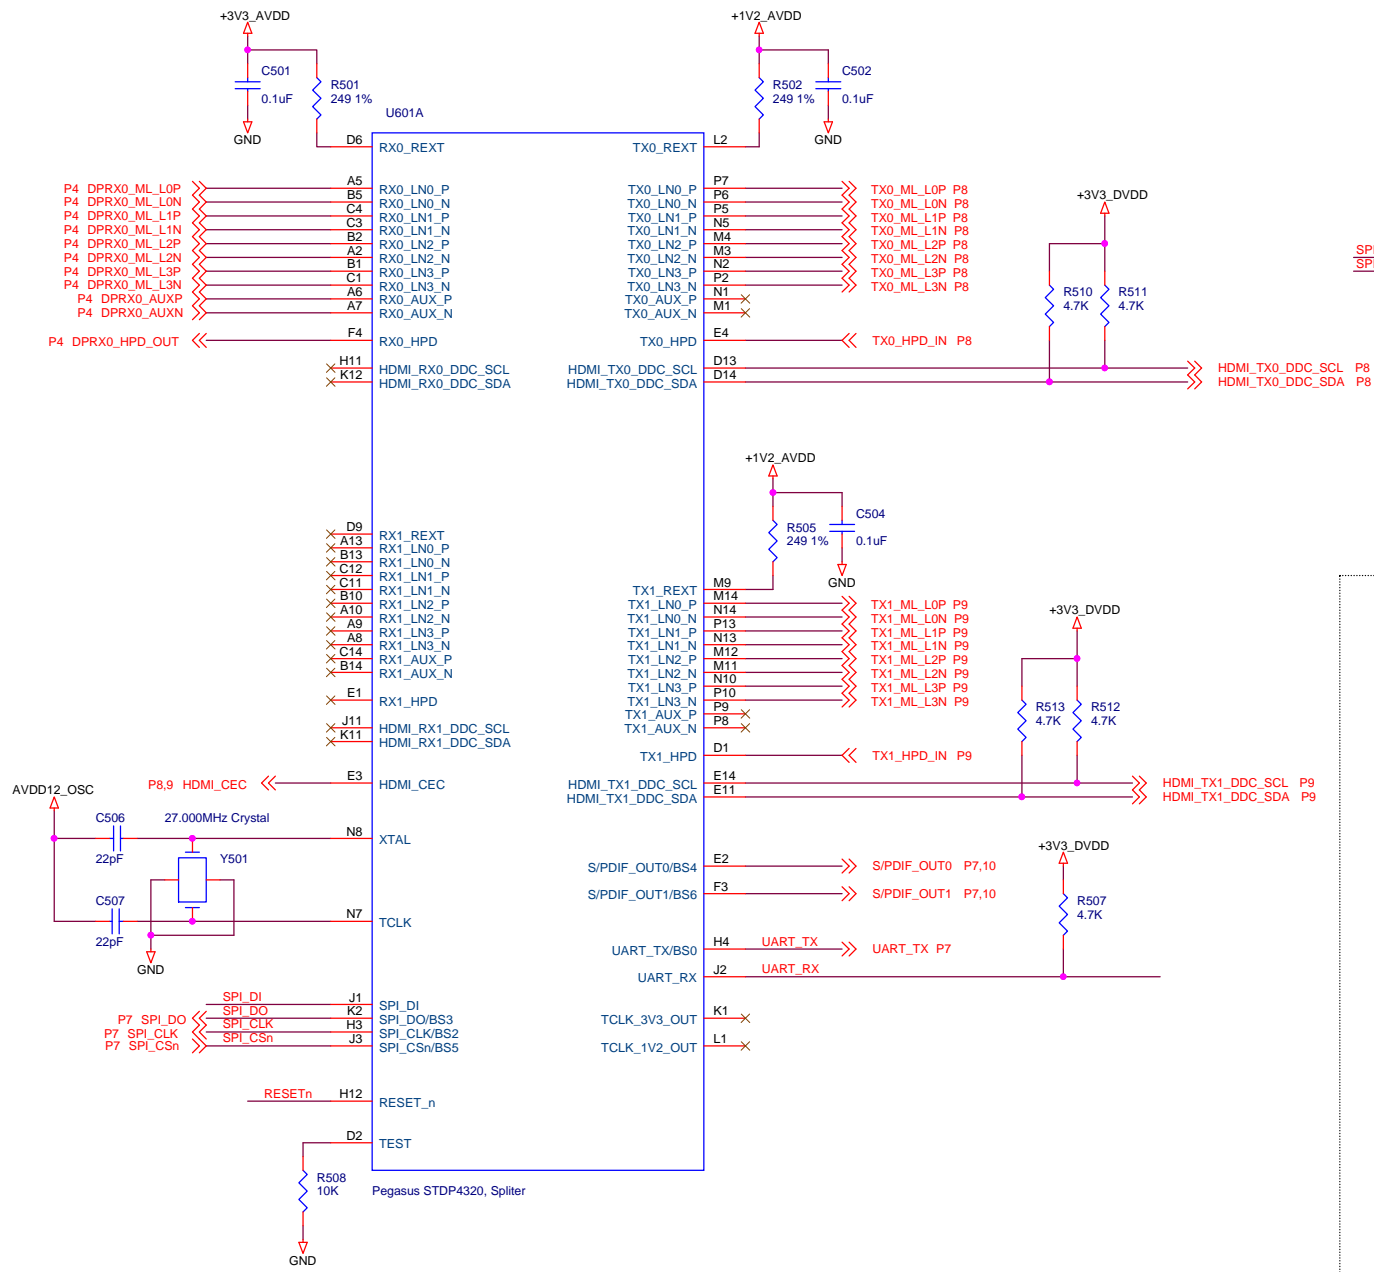 +3V3_AVDD
C501
0.1uF
R501
249 1%
GND
+1V2_AVDD
R502
249 1%
C502
0.1uF
GND
U601A
D6 RX0_REXT
TX0_REXT L2
P4 DPRX0_ML_L0P A5 RX0_LN0_P
P4 DPRX0_ML_L0N B5 RX0_LN0_N
P4 DPRX0_ML_L1P C4 RX0_LN1_P
P4 DPRX0_ML_L1N C3 RX0_LN1_N
P4 DPRX0_ML_L2P B2 RX0_LN2_P
P4 DPRX0_ML_L2N A2 RX0_LN2_N
P4 DPRX0_ML_L3P B1 RX0_LN3_P
P4 DPRX0_ML_L3N C1 RX0_LN3_N
P4 DPRX0_AUXP A6 RX0_AUX_P
P4 DPRX0_AUXN A7 RX0_AUX_N
P4 DPRX0_HPD_OUT F4 RX0_HPD
H11 HDMI_RX0_DDC_SCL
K12 HDMI_RX0_DDC_SDA
TX0_LN0_P P7 TX0_ML_L0P P8
TX0_LN0_N P6 TX0_ML_L0N P8
TX0_LN1_P P5 TX0_ML_L1P P8
TX0_LN1_N N5 TX0_ML_L1N P8
TX0_LN2_P M4 TX0_ML_L2P P8
TX0_LN2_N M3 TX0_ML_L2N P8
TX0_LN3_P N2 TX0_ML_L3P P8
TX0_LN3_N P2 TX0_ML_L3N P8
TX0_AUX_P N1
TX0_AUX_N M1
TX0_HPD E4 TX0_HPD_IN P8
HDMI_TX0_DDC_SCL D13 HDMI_TX0_DDC_SCL P8
HDMI_TX0_DDC_SDA D14 HDMI_TX0_DDC_SDA P8
+3V3_DVDD
R510
4.7K
R511
4.7K
+1V2_AVDD
R505
249 1%
C504
0.1uF
GND
D9 RX1_REXT
A13 RX1_LN0_P
B13 RX1_LN0_N
C12 RX1_LN1_P
C11 RX1_LN1_N
B10 RX1_LN2_P
A10 RX1_LN2_N
A9 RX1_LN3_P
A8 RX1_LN3_N
C14 RX1_AUX_P
B14 RX1_AUX_N
E1 RX1_HPD
J11 HDMI_RX1_DDC_SCL
K11 HDMI_RX1_DDC_SDA
TX1_REXT M9
TX1_LN0_P M14 TX1_ML_L0P P9
TX1_LN0_N N14 TX1_ML_L0N P9
TX1_LN1_P P13 TX1_ML_L1P P9
TX1_LN1_N N13 TX1_ML_L1N P9
TX1_LN2_P M12 TX1_ML_L2P P9
TX1_LN2_N M11 TX1_ML_L2N P9
TX1_LN3_P N10 TX1_ML_L3P P9
TX1_LN3_N P10 TX1_ML_L3N P9
TX1_AUX_P P9
TX1_AUX_N P8
TX1_HPD D1 TX1_HPD_IN P9
HDMI_TX1_DDC_SCL E14 HDMI_TX1_DDC_SCL P9
HDMI_TX1_DDC_SDA E11 HDMI_TX1_DDC_SDA P9
+3V3_DVDD
R513
4.7K
R512
4.7K
P8,9 HDMI_CEC E3 HDMI_CEC
AVDD12_OSC
C506
22pF
27.000MHz Crystal
Y501
C507
22pF
GND
N8 XTAL
N7 TCLK
S/PDIF_OUT0/BS4 E2 S/PDIF_OUT0 P7,10
S/PDIF_OUT1/BS6 F3 S/PDIF_OUT1 P7,10
+3V3_DVDD
R507
4.7K
UART_TX/BS0 H4 UART_TX UART_TX P7
UART_RX J2 UART_RX
SPI_DI J1 SPI_DI
P7 SPI_DO SPI_DO K2 SPI_DO/BS3
P7 SPI_CLK SPI_CLK H3 SPI_CLK/BS2
P7 SPI_CSn SPI_CSn J3 SPI_CSn/BS5
TCLK_3V3_OUT K1
TCLK_1V2_OUT L1
RESETn H12 RESET_n
D2 TEST
R508
10K
GND
Pegasus STDP4320, Spliter